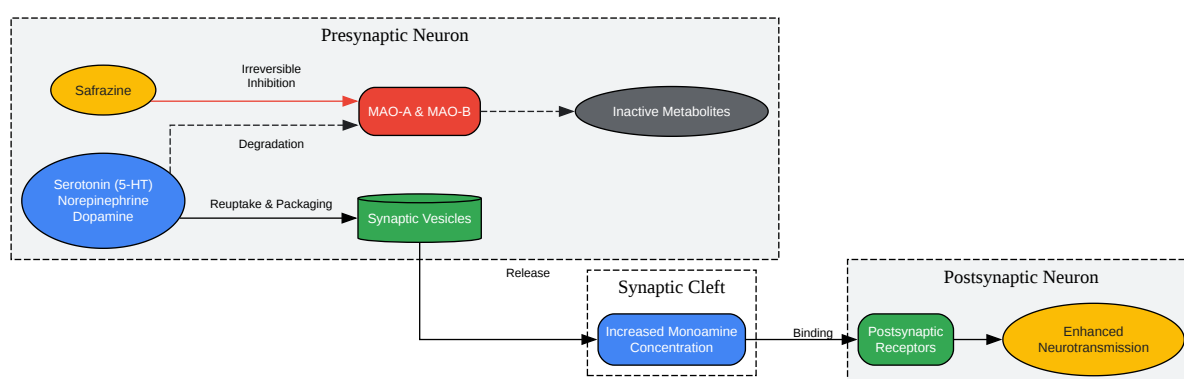 Presynaptic Neuron
Safrazine
Irreversible
Inhibition
MAO-A & MAO-B
Inactive Metabolites
Degradation
Serotonin (5-HT)
Norepinephrine
Dopamine
Reuptake & Packaging
Synaptic Vesicles
Release
Synaptic Cleft
Increased Monoamine
Concentration
Binding
Postsynaptic Neuron
Postsynaptic
Receptors
Enhanced
Neurotransmission